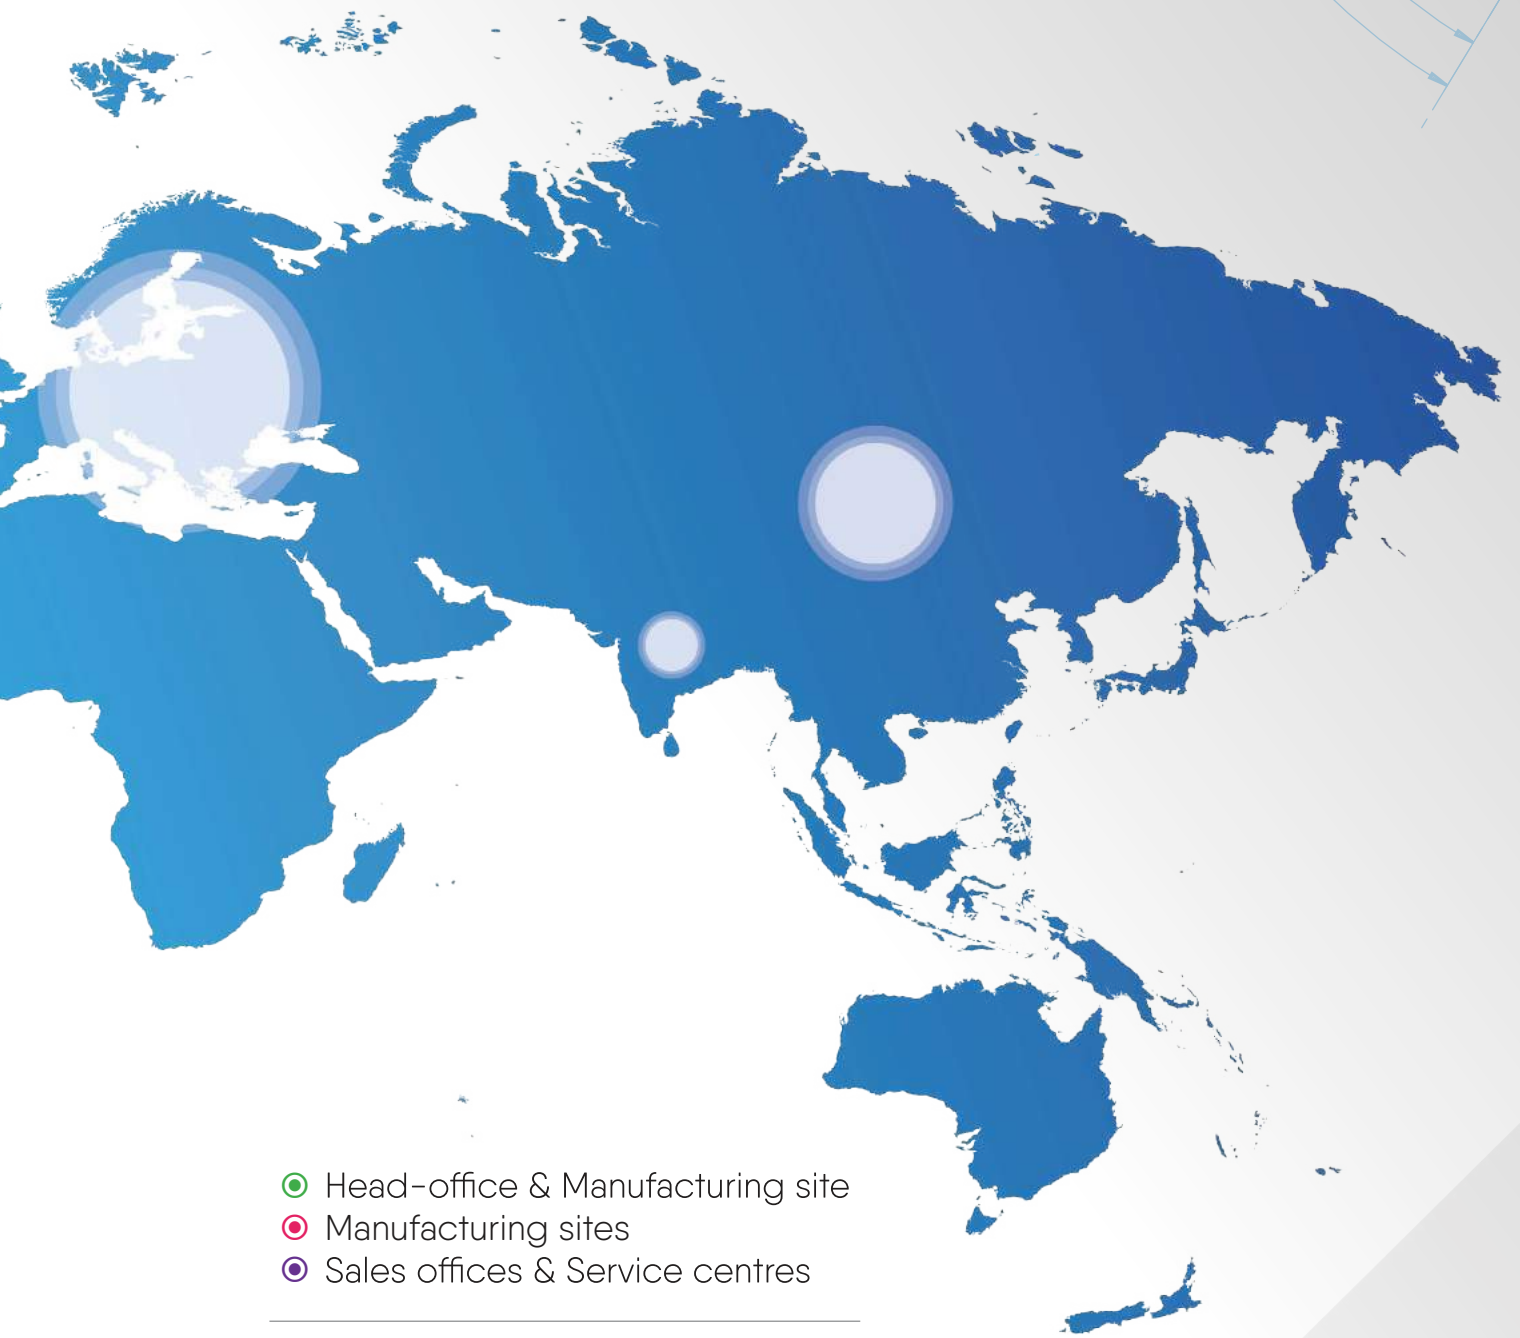 Head-office & Manufacturing site
Manufacturing sites
Sales offices & Service centres